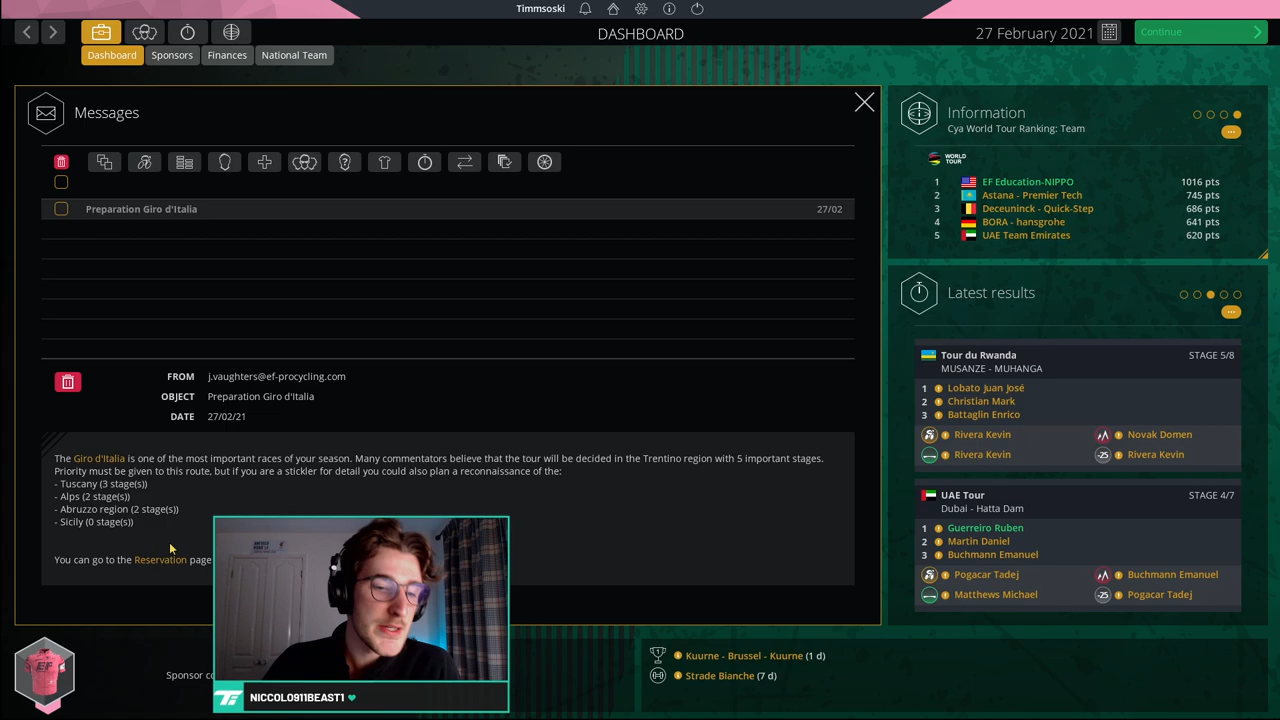 Timmsoski
DASHBOARD
27 February 2021
Continue
Dashboard
Sponsors
Finances
National Team
Messages
Preparation Giro d'Italia 27/02
FROM j.vaughters@ef-procycling.com
OBJECT Preparation Giro d'Italia
DATE 27/02/21
The Giro d'Italia is one of the most important races of your season. Many commentators believe that the tour will be decided in the Trentino region with 5 important stages.
Priority must be given to this route, but if you are a stickler for detail you could also plan a reconnaissance of the:
- Tuscany (3 stage(s))
- Alps (2 stage(s))
- Abruzzo region (2 stage(s))
- Sicily (0 stage(s))
You can go to the Reservation page
Information
Cya World Tour Ranking: Team
WORLD
TOUR
1 EF Education-NIPPO 1016 pts
2 Astana - Premier Tech 745 pts
3 Deceuninck - Quick-Step 686 pts
4 BORA - hansgrohe 641 pts
5 UAE Team Emirates 620 pts
Latest results
Tour du Rwanda STAGE 5/8
MUSANZE - MUHANGA
1 Lobato Juan José
2 Christian Mark
3 Battaglin Enrico
Rivera Kevin Novak Domen
Rivera Kevin -25 Rivera Kevin
UAE Tour STAGE 4/7
Dubai - Hatta Dam
1 Guerreiro Ruben
2 Martin Daniel
3 Buchmann Emanuel
Pogacar Tadej Buchmann Emanuel
Matthews Michael -25 Pogacar Tadej
EF
Sponsor
Kuurne - Brussel - Kuurne (1 d)
Strade Bianche (7 d)
NICCOLO911BEAST1